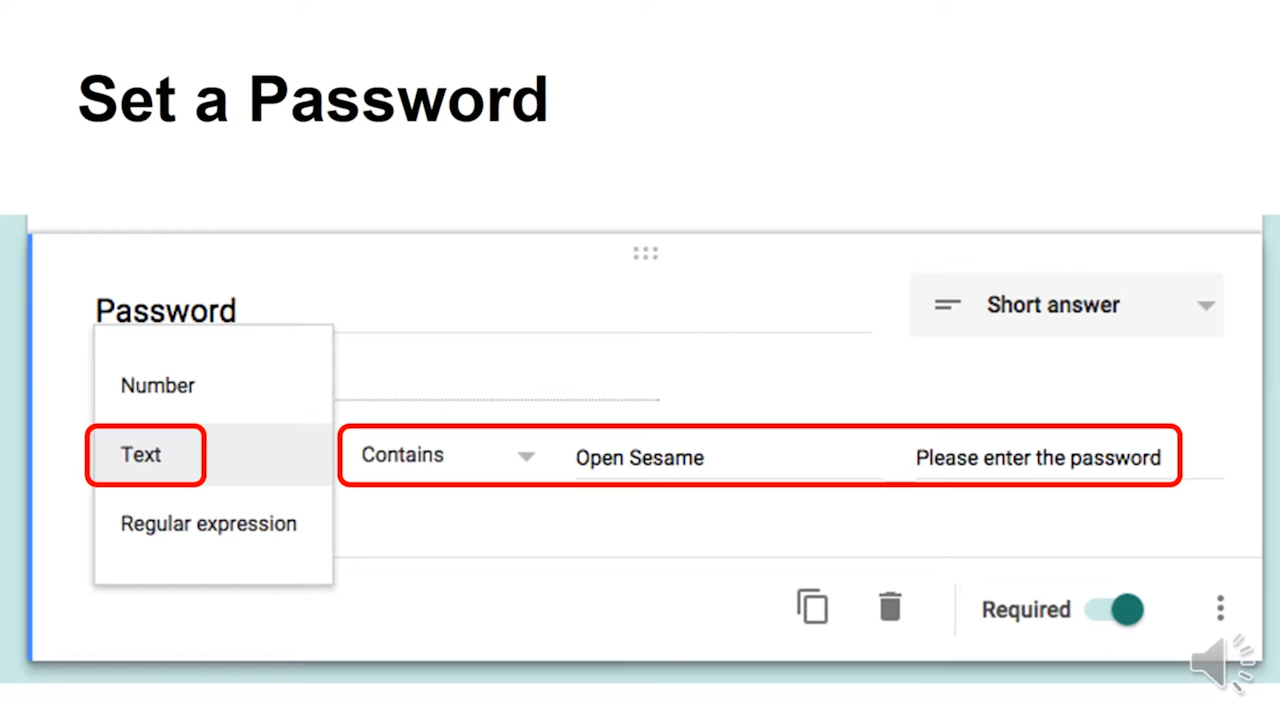 Set a Password
Password
Short answer
Number
Text
Contains
Open Sesame
Please enter the password
Regular expression
Required